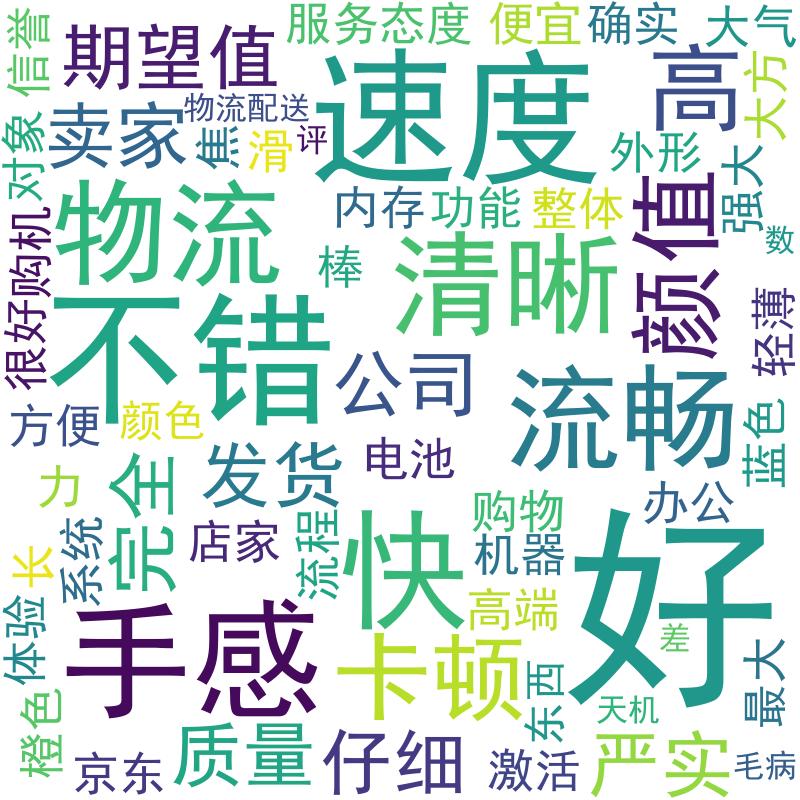 信誉
期望值
服务态度
便宜
确实
大气
速度
高
大方
物流配送
卖家
焦
滑
评
外形
对象
强大
物流
内存
功能
整体
颜值
数
很好购机
棒
清晰
轻薄
不错
公司
流畅
方便
颜色
蓝色
发货
电池
完全
力
办公
购物
店家
流程
快
机器
好
系统
长
高端
体验
手感
卡顿
差
东西
最大
天机
橙色
京东
质量
仔细
激活
严实
毛病